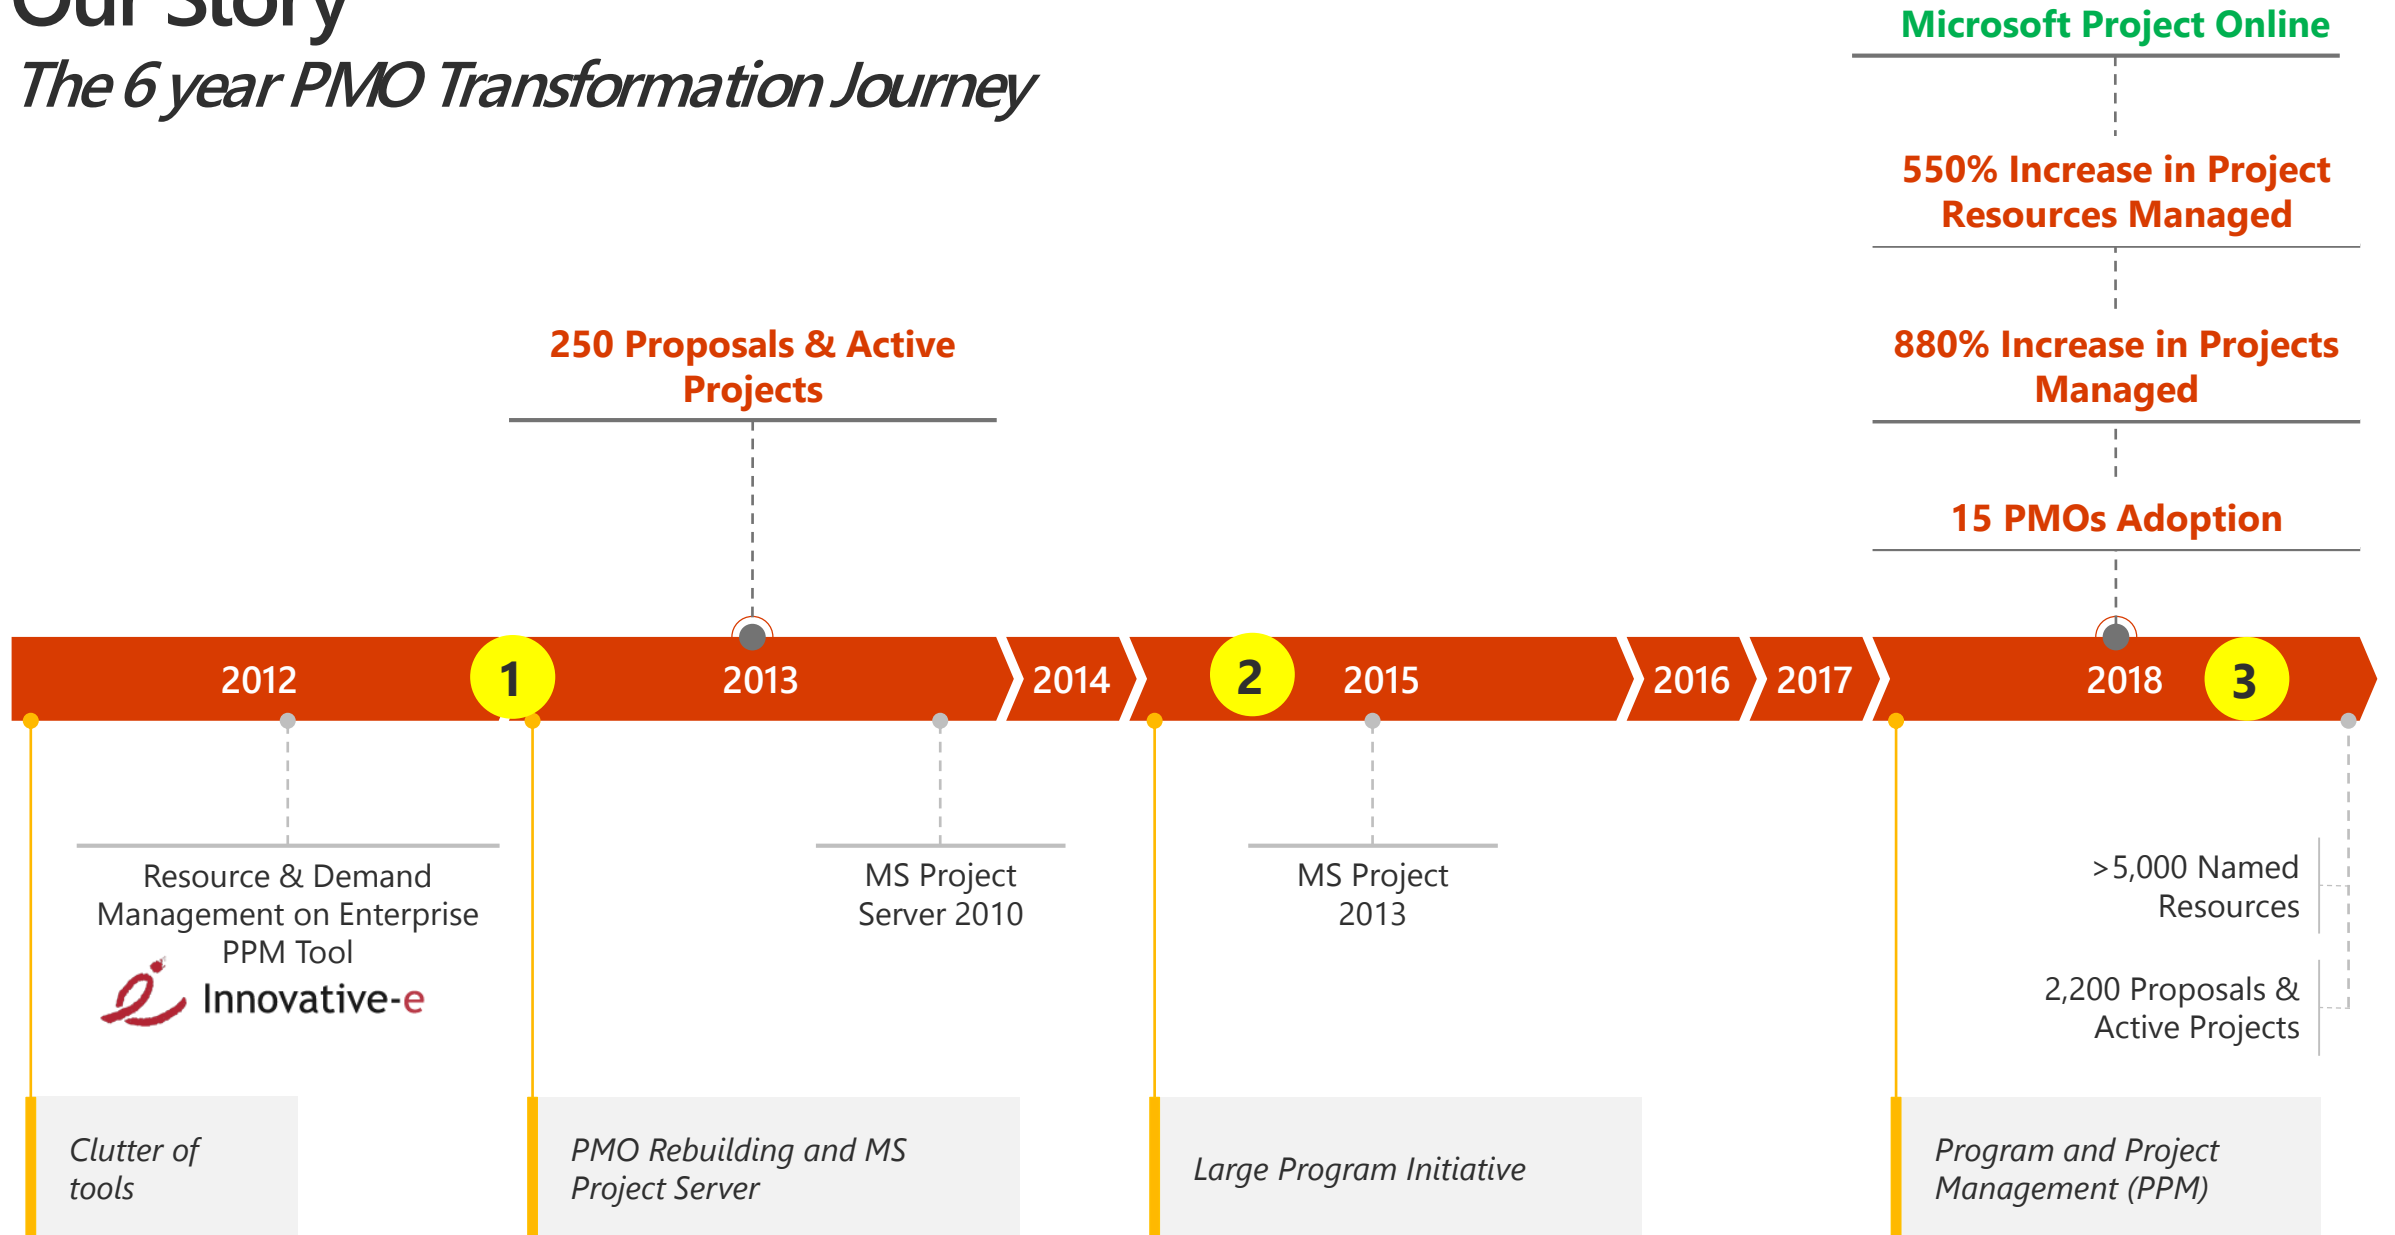 Our Story
The 6 year PMO Transformation Journey
Microsoft Project Online
550% Increase in Project
Resources Managed
250 Proposals & Active
Projects
880% Increase in Projects
Managed
15 PMOs Adoption
2012
1
2013
2014
2
2015
2016
2017
2018
3
Resource & Demand
Management on Enterprise
PPM Tool
Innovative-e
MS Project
Server 2010
MS Project
2013
>5,000 Named
Resources
2,200 Proposals &
Active Projects
Clutter of
tools
PMO Rebuilding and MS
Project Server
Large Program Initiative
Program and Project
Management (PPM)